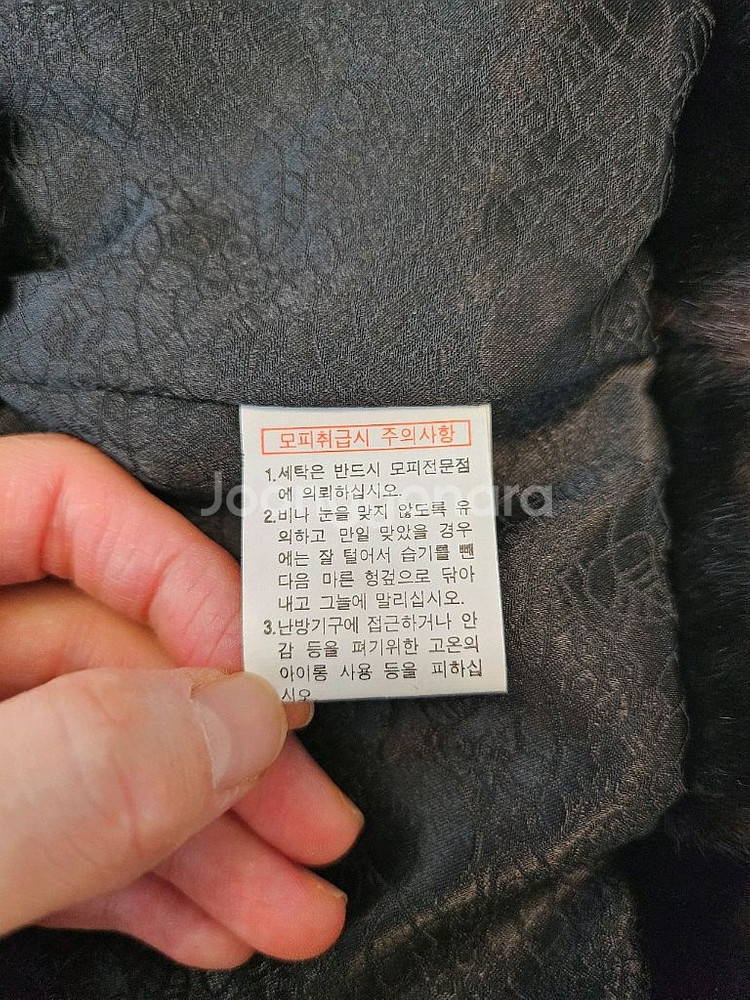 모피취급시 주의사항
1.세탁은 반드시 모피전문점
에 의뢰하십시오.
2.비나 눈을 맞지 않도록 유
의하고 만일 맞았을 경우
에는 잘 털어서 습기를 뺀
다음 마른 헝겊으로 닦아
내고 그늘에 말리십시오.
3.난방기구에 접근하거나 안
감 등을 펴기위한 고온의
아이롱 사용 등을 피하십
시오
Joonggonara